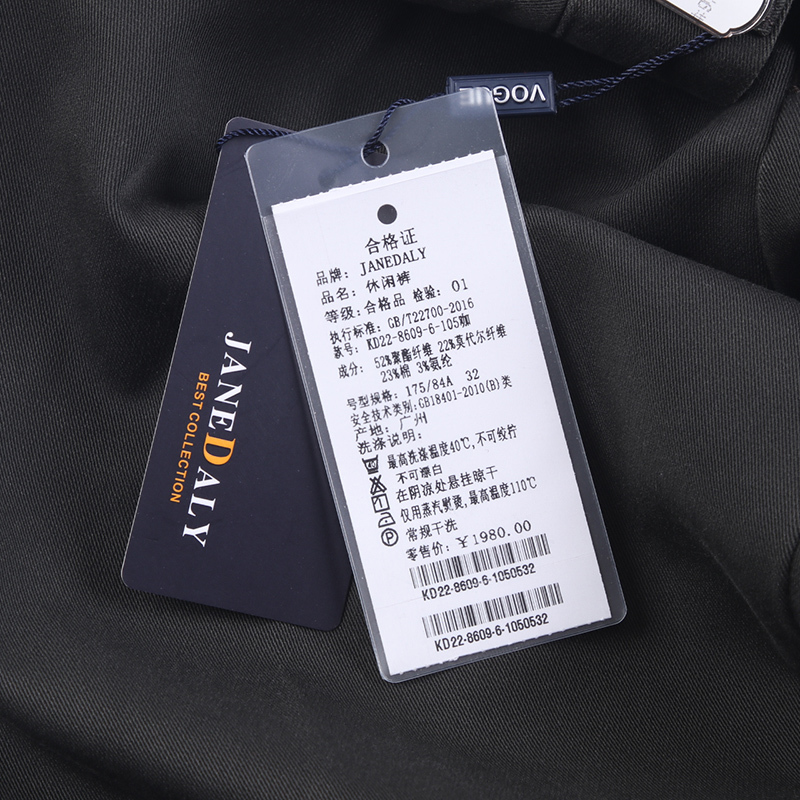 VOGUE
合格证
品牌: JANEDALY
品名: 休闲裤
等级: 合格品 检验: 01
执行标准: GB/T22700-2016
款号: KD22-8609-6-105咖
成分: 52%聚酯纤维 22%莫代尔纤维
23%棉 3%氨纶
号型规格: 175/84A 32
安全技术类别:GB18401-2010(B)类
产地: 广州
洗涤说明:
最高洗涤温度40℃,不可绞拧
不可漂白
在阴凉处悬挂晾干
仅用蒸汽熨烫,最高温度110℃
P
常规干洗
零售价: ¥1980.00
KD22-8609-6-1050532
KD22-8609-6-1050532
JANEDALY
BEST COLLECTION